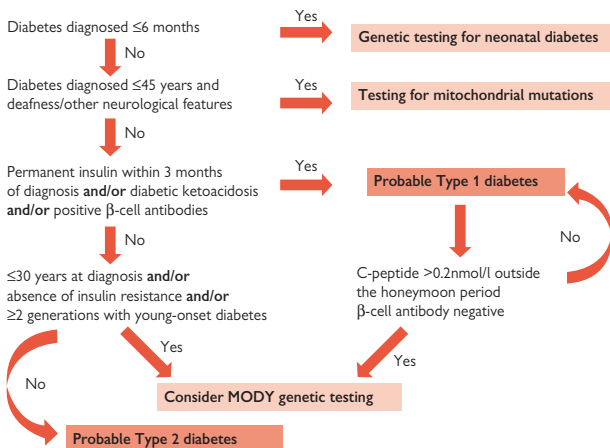 Diabetes diagnosed ≤6 months
Yes
Genetic testing for neonatal diabetes
No
Diabetes diagnosed ≤45 years and
deafness/other neurological features
Yes
Testing for mitochondrial mutations
No
Permanent insulin within 3 months
of diagnosis and/or diabetic ketoacidosis
and/or positive β-cell antibodies
Yes
Probable Type 1 diabetes
No
No
≤30 years at diagnosis and/or
absence of insulin resistance and/or
≥2 generations with young-onset diabetes
C-peptide >0.2nmol/l outside
the honeymoon period
β-cell antibody negative
Yes
Yes
No
Consider MODY genetic testing
Probable Type 2 diabetes